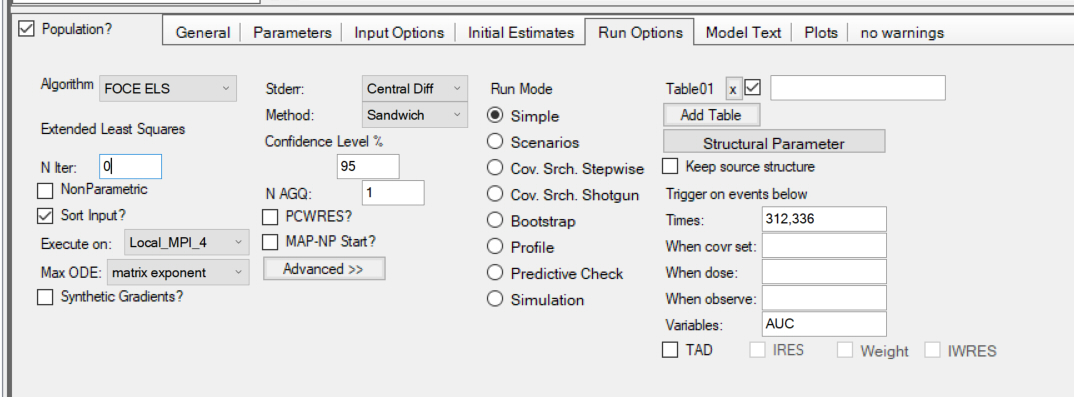 Population?
General Parameters Input Options Initial Estimates Run Options Model Text Plots no warnings
Algorithm FOCE ELS
Extended Least Squares
N Iter: 0
NonParametric
Sort Input?
Execute on: Local_MPI_4
Max ODE: matrix exponent
Synthetic Gradients?
Stderr: Central Diff
Method: Sandwich
Confidence Level %
95
N AGQ: 1
PCWRES?
MAP-NP Start?
Advanced >>
Run Mode
Simple
Scenarios
Cov. Srch. Stepwise
Cov. Srch. Shotgun
Bootstrap
Profile
Predictive Check
Simulation
Table01 x
Add Table
Structural Parameter
Keep source structure
Trigger on events below
Times: 312,336
When covr set:
When dose:
When observe:
Variables: AUC
TAD IRES Weight IWRES